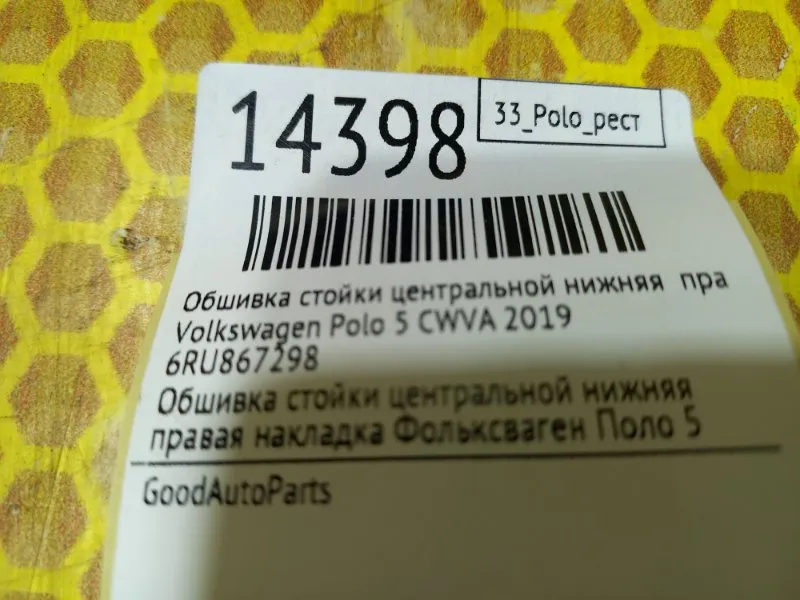 14398
33_Polo_рест
Обшивка стойки центральной нижняя пра
Volkswagen Polo 5 CWVA 2019
6RU867298
Обшивка стойки центральной нижняя
правая накладка Фольксваген Поло 5
GoodAutoParts